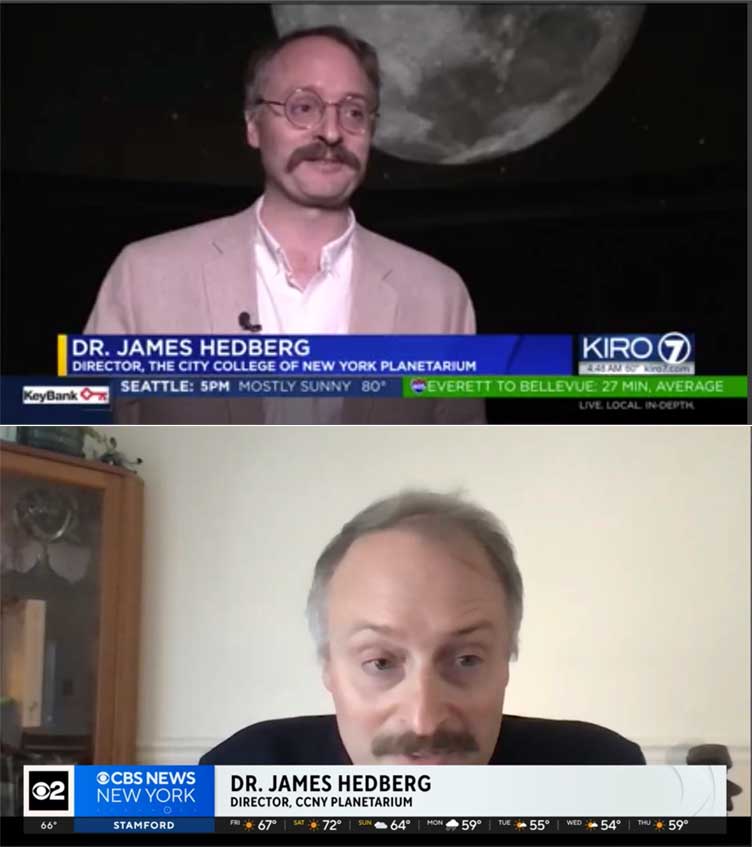 DR. JAMES HEDBERG
DIRECTOR, THE CITY COLLEGE OF NEW YORK PLANETARIUM
KIRO 7
4:48 AM 60° kiro7.com
KeyBank
SEATTLE: 5PM MOSTLY SUNNY 80°
EVERETT TO BELLEVUE: 27 MIN, AVERAGE
LIVE. LOCAL. IN-DEPTH.
2
CBS NEWS
NEW YORK
DR. JAMES HEDBERG
DIRECTOR, CCNY PLANETARIUM
66° STAMFORD FRI 67° SAT 72° SUN 64° MON 59° TUE 55° WED 54° THU 59°